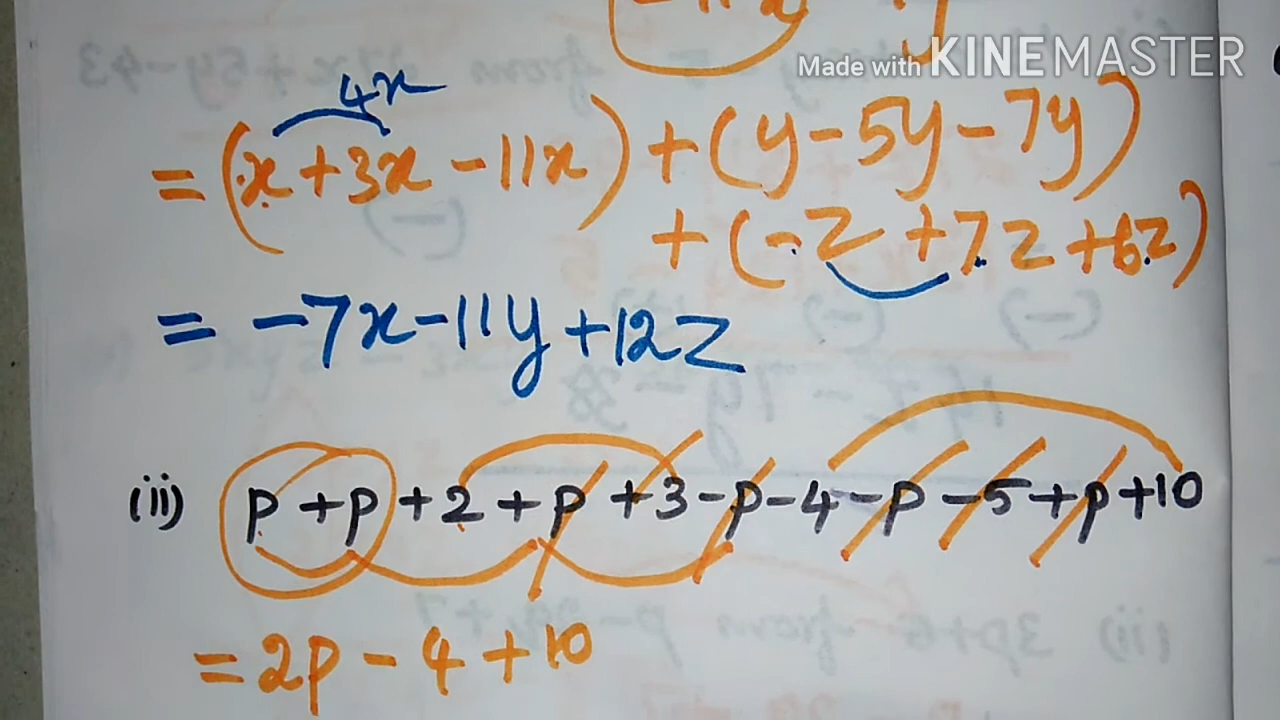 Made with KINEMASTER
4x
= (x + 3x - 11x) + (y - 5y - 7y)
+ (-z + 7z + 6z)
= -7x - 11y + 12z
(ii) p + p + 2 + p + 3 - p - 4 - p - 5 + p + 10
= 2p - 4 + 10